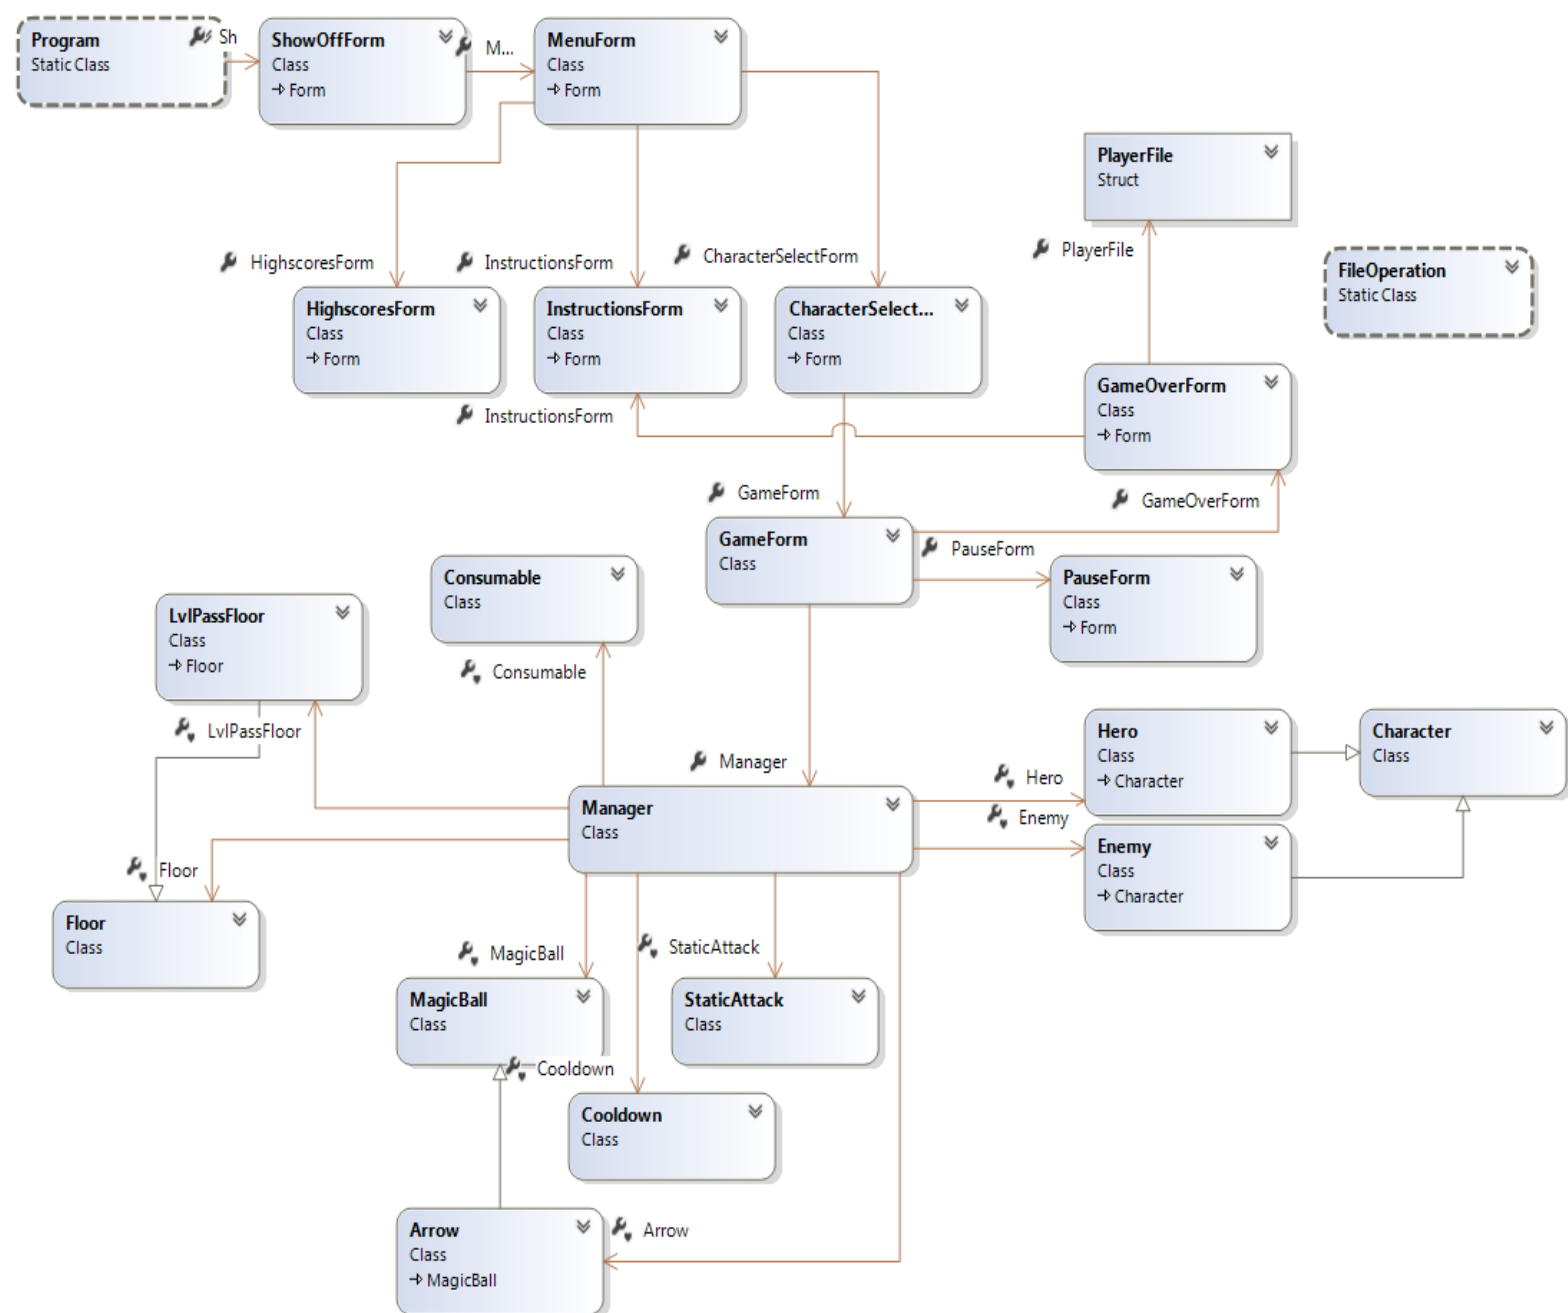 Program
Static Class
Sh
ShowOffForm
Class
Form
M...
MenuForm
Class
Form
PlayerFile
Struct
PlayerFile
FileOperation
Static Class
HighscoresForm
InstructionsForm
CharacterSelectForm
HighscoresForm
Class
Form
InstructionsForm
Class
Form
CharacterSelect...
Class
Form
GameOverForm
Class
Form
InstructionsForm
GameForm
GameOverForm
GameForm
Class
PauseForm
PauseForm
Class
Form
Consumable
Class
Consumable
LvlPassFloor
Class
Floor
LvlPassFloor
Manager
Hero
Class
Character
Character
Class
Hero
Enemy
Manager
Class
Enemy
Class
Character
Floor
Floor
Class
MagicBall
StaticAttack
MagicBall
Class
StaticAttack
Class
Cooldown
Cooldown
Class
Arrow
Class
MagicBall
Arrow